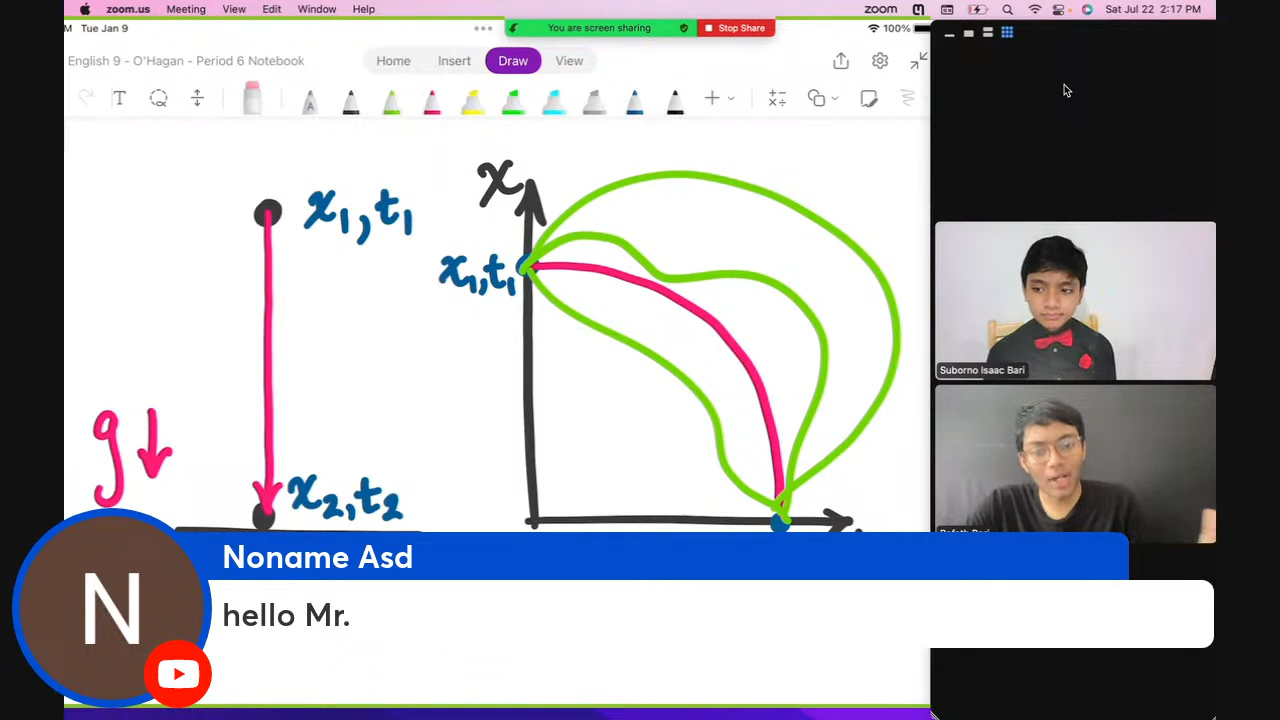 zoom.us Meeting View Edit Window Help
zoom
Sat Jul 22 2:17 PM
M Tue Jan 9
You are screen sharing
Stop Share
100%
English 9 - O'Hagan - Period 6 Notebook
Home Insert Draw View
T
A
x
x₁, t₁
x₁, t₁
g
x₂, t₂
Suborno Isaac Bari
N
Noname Asd
hello Mr.